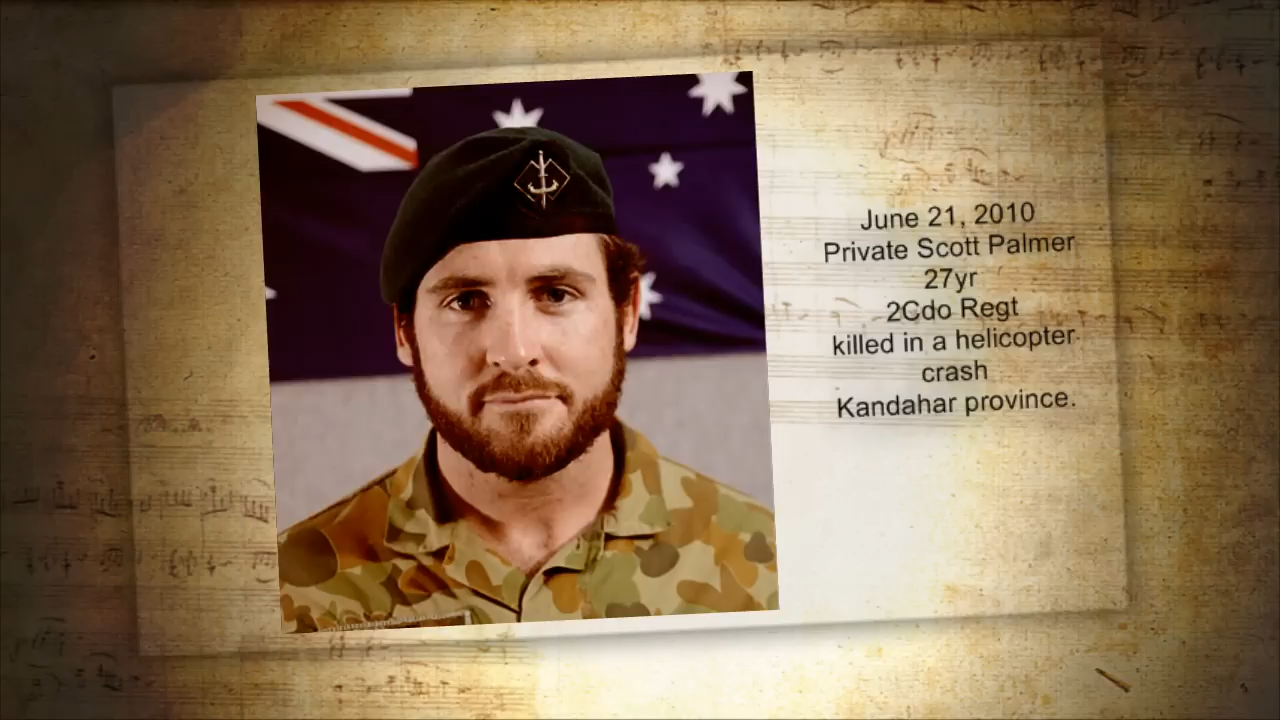 June 21, 2010
Private Scott Palmer
27yr
2Cdo Regt
killed in a helicopter
crash
Kandahar province.